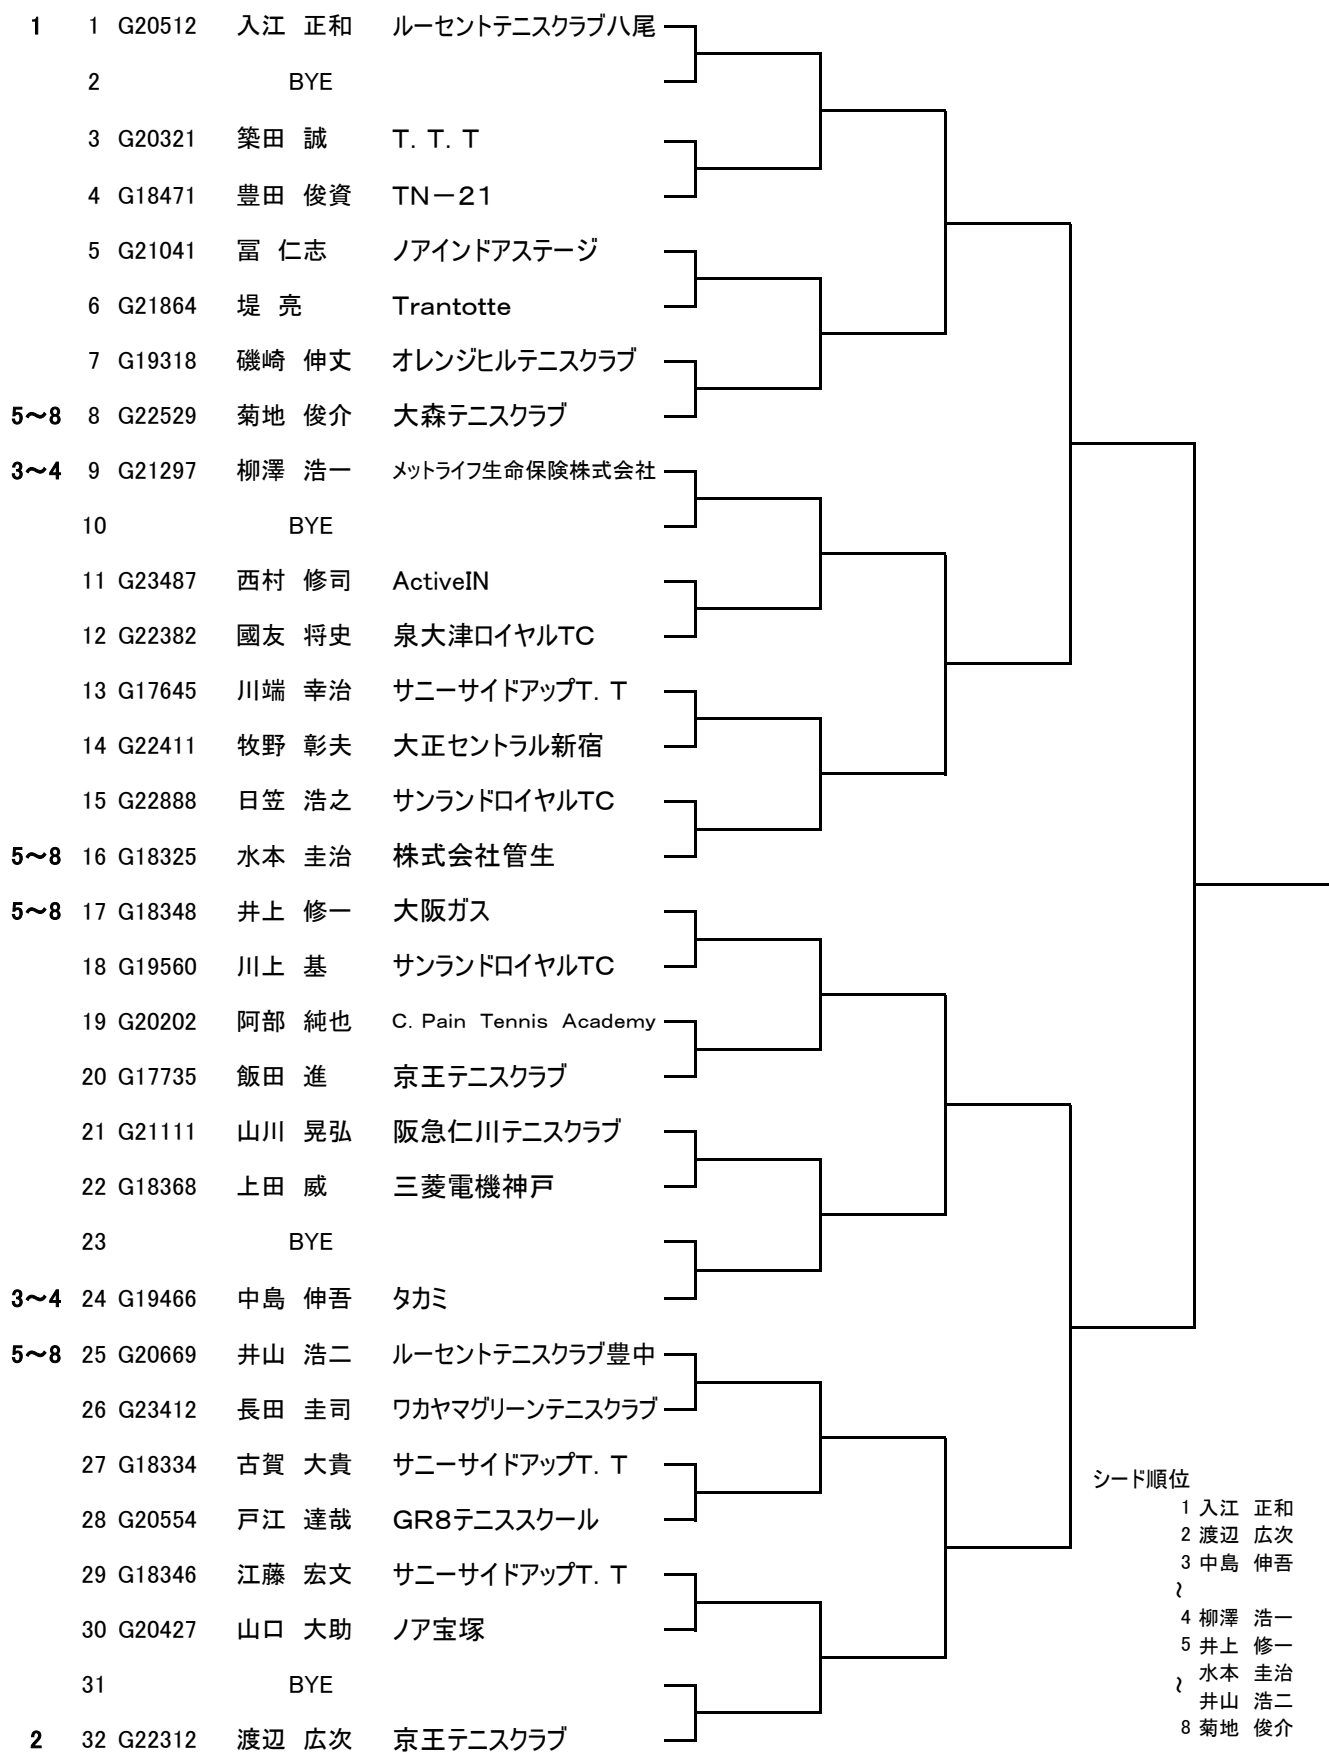 1 1 G20512 入江 正和 ルーセントテニスクラブ八尾
2 BYE
3 G20321 築田 誠 T. T. T
4 G18471 豊田 俊資 TN－21
5 G21041 冨 仁志 ノアインドアステージ
6 G21864 堤 亮 Trantotte
7 G19318 磯崎 伸丈 オレンジヒルテニスクラブ
5～8 8 G22529 菊地 俊介 大森テニスクラブ
3～4 9 G21297 柳澤 浩一 メットライフ生命保険株式会社
10 BYE
11 G23487 西村 修司 ActiveIN
12 G22382 國友 将史 泉大津ロイヤルTC
13 G17645 川端 幸治 サニーサイドアップT. T
14 G22411 牧野 彰夫 大正セントラル新宿
15 G22888 日笠 浩之 サンランドロイヤルTC
5～8 16 G18325 水本 圭治 株式会社管生
5～8 17 G18348 井上 修一 大阪ガス
18 G19560 川上 基 サンランドロイヤルTC
19 G20202 阿部 純也 C. Pain Tennis Academy
20 G17735 飯田 進 京王テニスクラブ
21 G21111 山川 晃弘 阪急仁川テニスクラブ
22 G18368 上田 威 三菱電機神戸
23 BYE
3～4 24 G19466 中島 伸吾 タカミ
5～8 25 G20669 井山 浩二 ルーセントテニスクラブ豊中
26 G23412 長田 圭司 ワカヤマグリーンテニスクラブ
27 G18334 古賀 大貴 サニーサイドアップT. T
28 G20554 戸江 達哉 GR8テニススクール
29 G18346 江藤 宏文 サニーサイドアップT. T
30 G20427 山口 大助 ノア宝塚
31 BYE
2 32 G22312 渡辺 広次 京王テニスクラブ
シード順位
1 入江 正和
2 渡辺 広次
3 中島 伸吾
～
4 柳澤 浩一
5 井上 修一
水本 圭治
～
井山 浩二
8 菊地 俊介